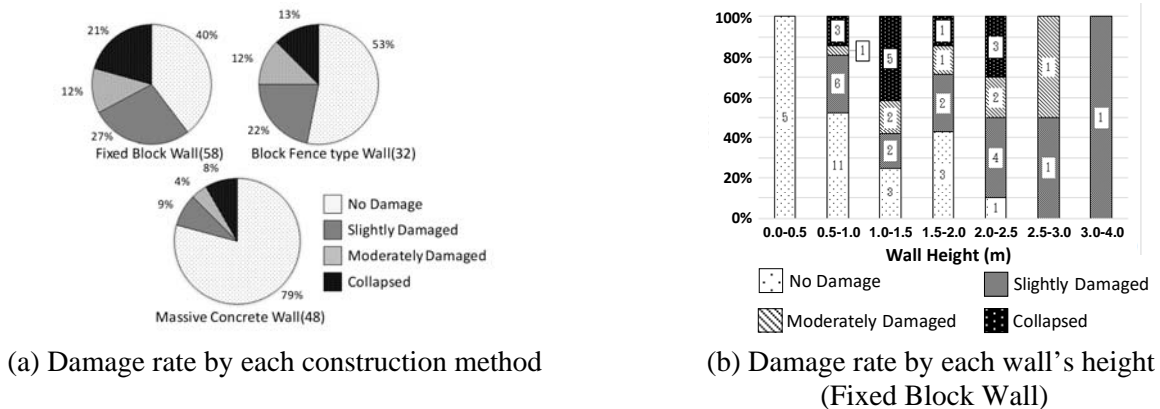 13%
21%
40%
12%
53%
12%
27%
22%
Fixed Block Wall(58)
Block Fence type Wall(32)
8%
4%
9%
79%
Massive Concrete Wall(48)
No Damage
Slightly Damaged
Moderately Damaged
Collapsed
(a) Damage rate by each construction method
100%
80%
60%
40%
20%
0%
5
3
1
6
11
5
2
2
3
1
1
2
3
3
2
4
1
1
1
1
0.0-0.5 0.5-1.0 1.0-1.5 1.5-2.0 2.0-2.5 2.5-3.0 3.0-4.0
Wall Height (m)
No Damage
Slightly Damaged
Moderately Damaged
Collapsed
(b) Damage rate by each wall’s height
(Fixed Block Wall)